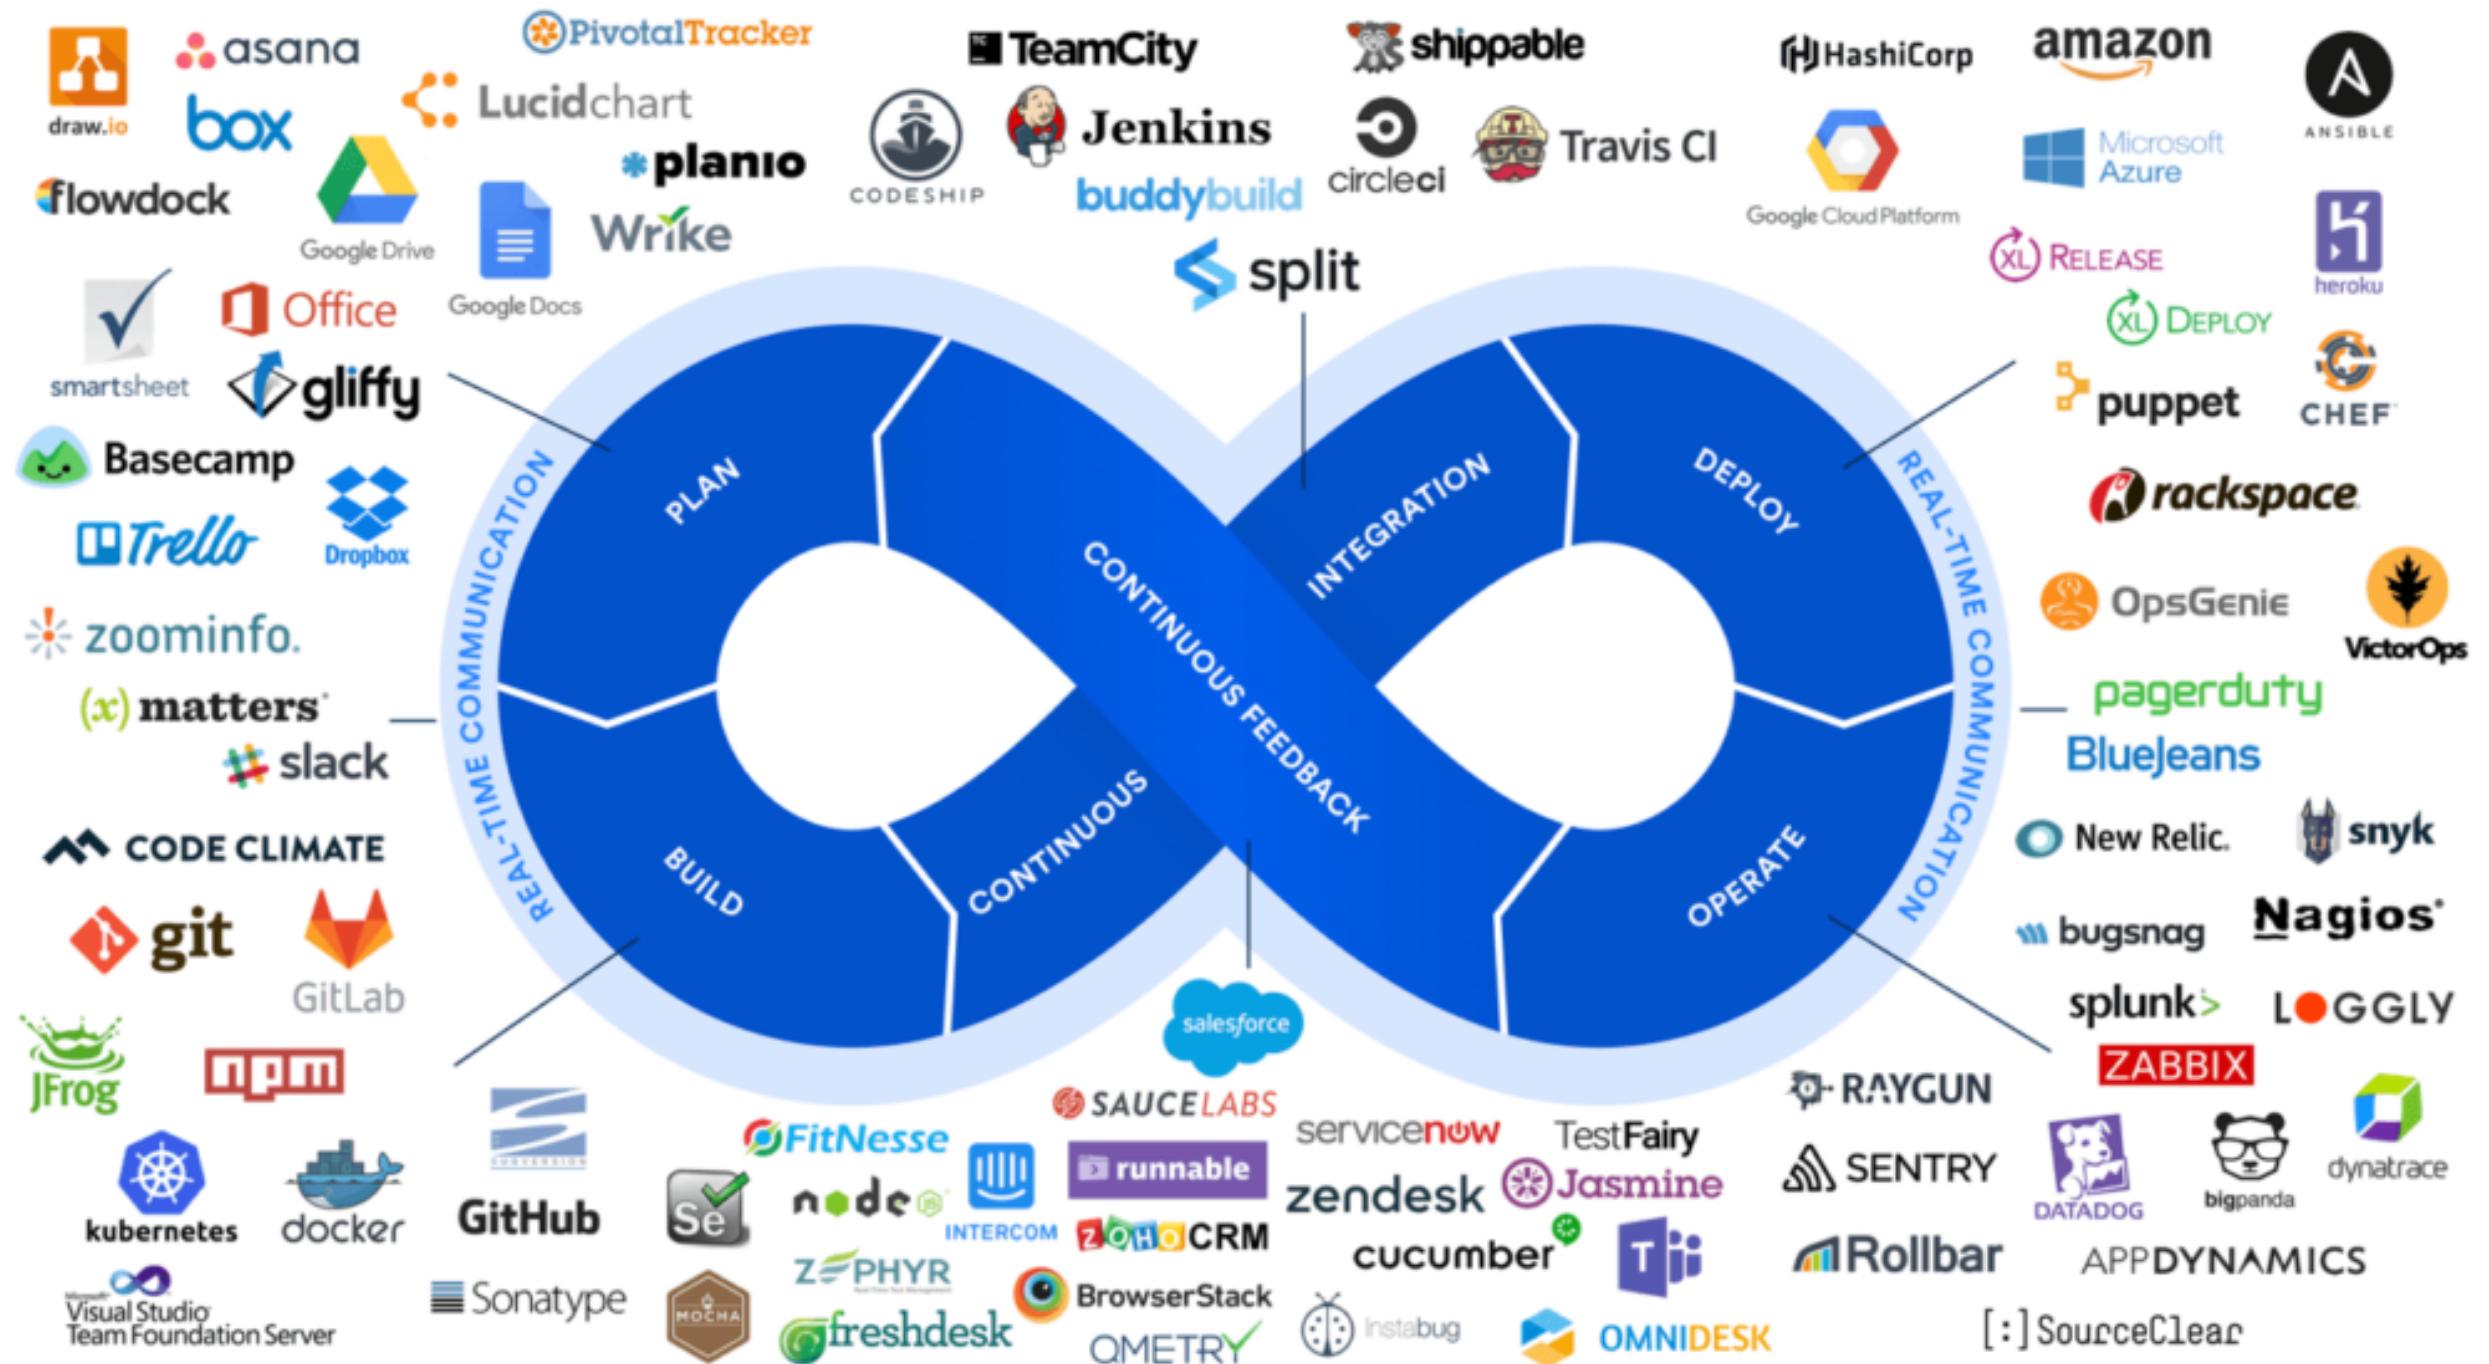 draw.io
asana
PivotalTracker
box
Lucidchart
flowdock
Google Drive
planio
Wrike
Google Docs
smartsheet
Office
gliffy
Basecamp
Trello
Dropbox
zoominfo.
(x) matters
slack
TeamCity
shippable
CODESHIP
Jenkins
circleci
Travis CI
buddybuild
split
HashiCorp
amazon
ANSIBLE
Google Cloud Platform
Microsoft
Azure
XL RELEASE
heroku
XL DEPLOY
puppet
CHEF
rackspace
OpsGenie
VictorOps
pagerduty
BlueJeans
REAL-TIME COMMUNICATION
PLAN
BUILD
CONTINUOUS
INTEGRATION
CONTINUOUS FEEDBACK
DEPLOY
OPERATE
REAL-TIME COMMUNICATION
CODE CLIMATE
git
GitLab
JFrog
npm
SUBVERSION
kubernetes
docker
GitHub
Microsoft
Visual Studio
Team Foundation Server
Sonatype
salesforce
SAUCELABS
FitNesse
INTERCOM
runnable
servicenow
TestFairy
Se
node
JS
ZOHO CRM
zendesk
Jasmine
ZEPHYR
cucumber
T
MOCHA
freshdesk
BrowserStack
QMETRY
Instabug
OMNIDESK
New Relic.
snyk
bugsnag
Nagios
splunk>
LOGGLY
ZABBIX
RAYGUN
SENTRY
DATADOG
bigpanda
dynatrace
Rollbar
APPDYNAMICS
[:]SourceClear